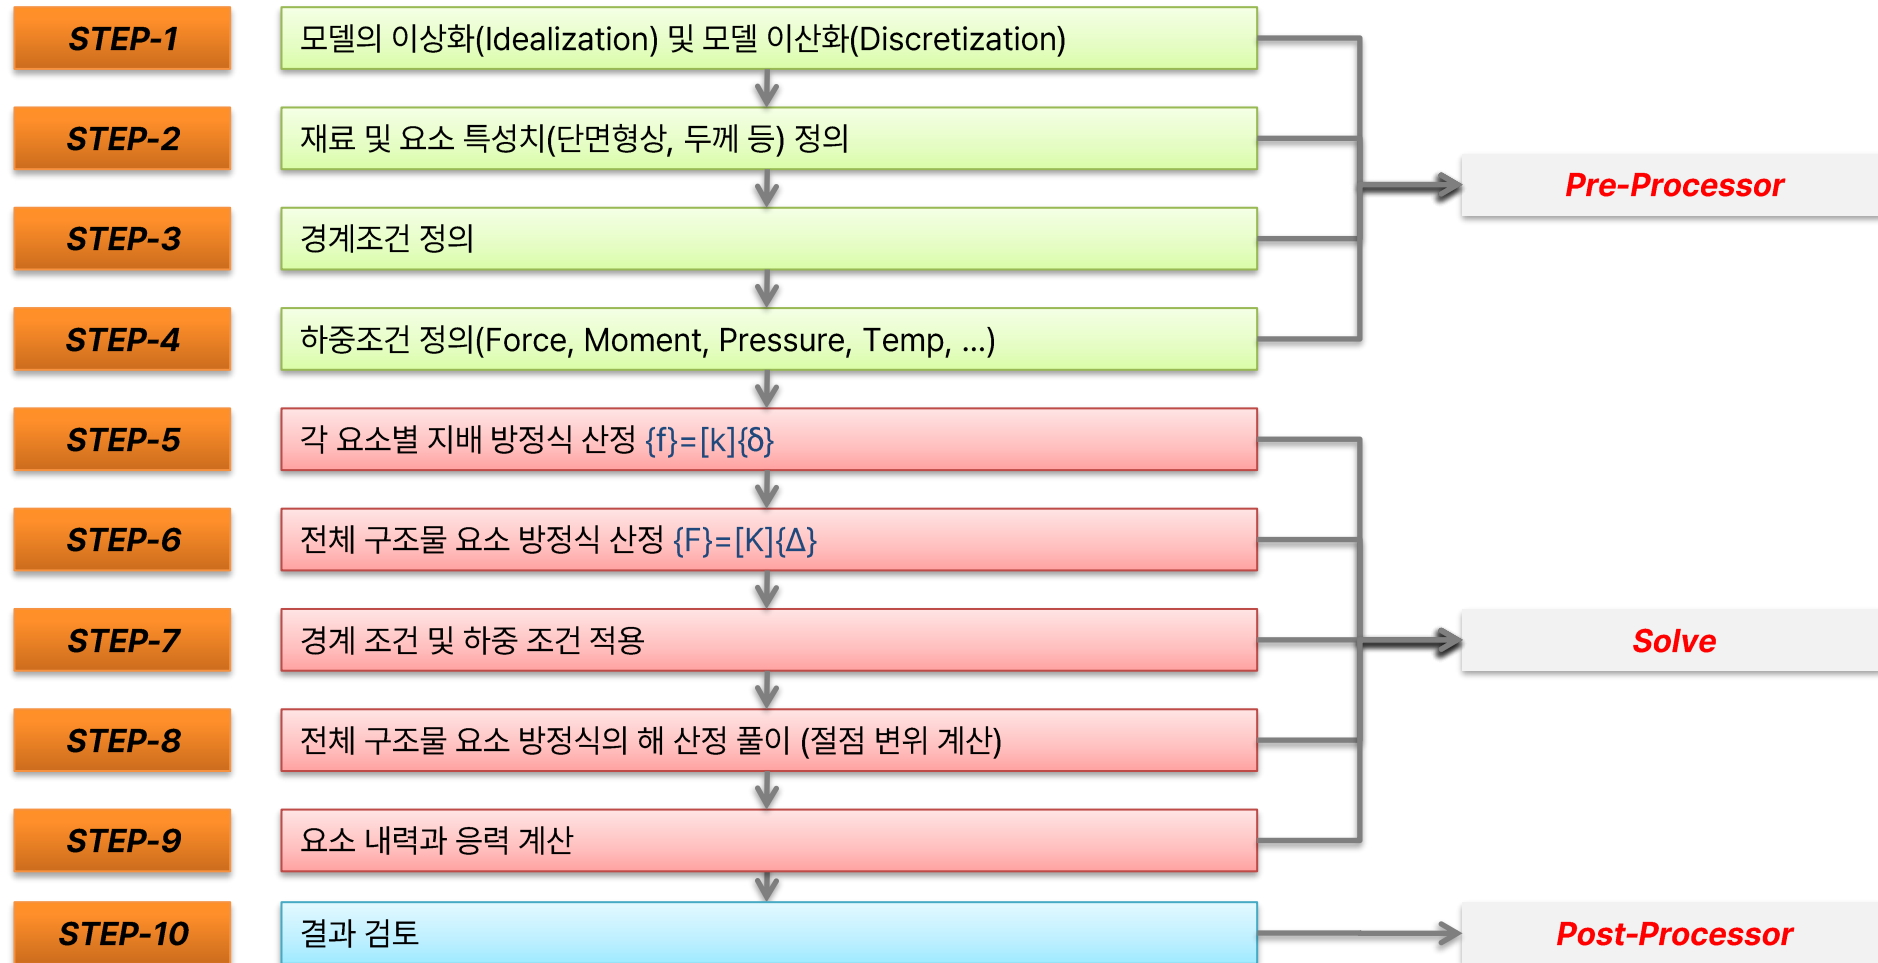 STEP-1
모델의 이상화(Idealization) 및 모델 이산화(Discretization)
STEP-2
재료 및 요소 특성치(단면형상, 두께 등) 정의
Pre-Processor
STEP-3
경계조건 정의
STEP-4
하중조건 정의(Force, Moment, Pressure, Temp, ...)
STEP-5
각 요소별 지배 방정식 산정 {f}=[k]{δ}
STEP-6
전체 구조물 요소 방정식 산정 {F}=[K]{Δ}
STEP-7
경계 조건 및 하중 조건 적용
Solve
STEP-8
전체 구조물 요소 방정식의 해 산정 풀이 (절점 변위 계산)
STEP-9
요소 내력과 응력 계산
STEP-10
결과 검토
Post-Processor